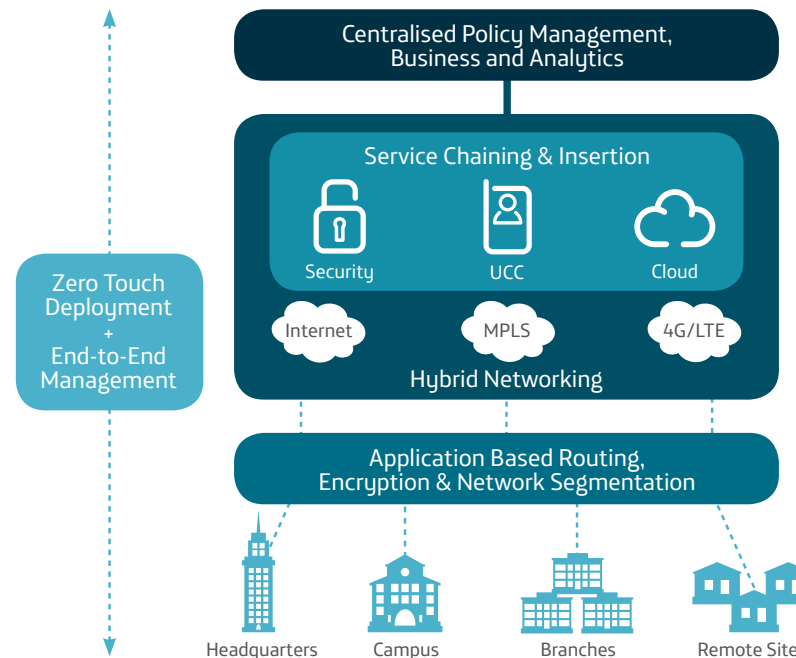 Centralised Policy Management,
Business and Analytics
Service Chaining & Insertion
Security
UCC
Cloud
Internet
MPLS
4G/LTE
Hybrid Networking
Zero Touch
Deployment
+
End-to-End
Management
Application Based Routing,
Encryption & Network Segmentation
Headquarters
Campus
Branches
Remote Site